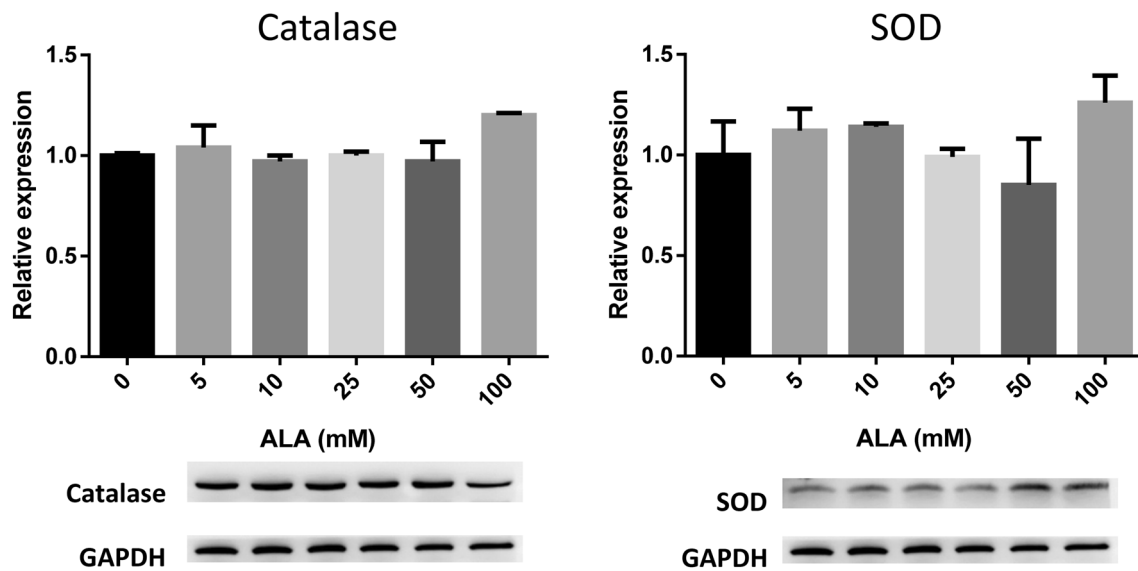 Catalase
1.5
1.0
0.5
0.0
Relative expression
0 5 10 25 50 100
ALA (mM)
Catalase
GAPDH
SOD
1.5
1.0
0.5
0.0
Relative expression
0 5 10 25 50 100
ALA (mM)
SOD
GAPDH